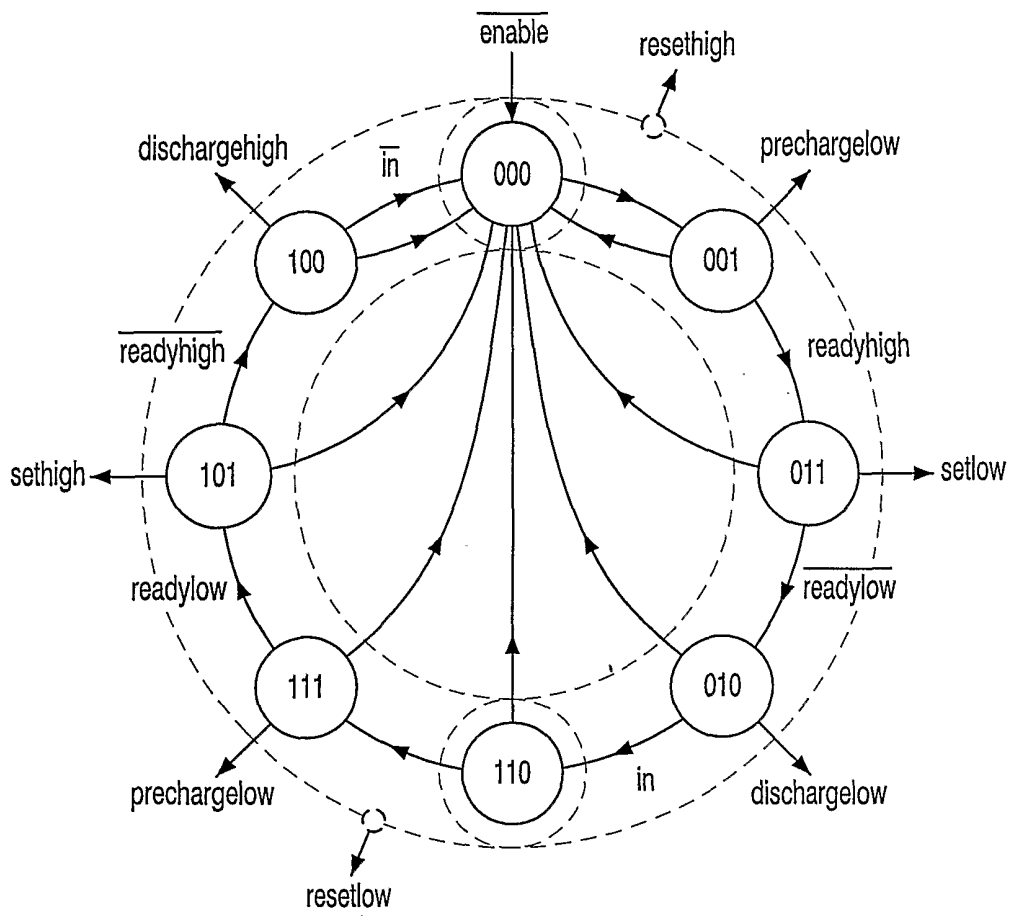 enable
resethigh
dischargehigh
in
prechargelow
000
100
001
readyhigh
readyhigh
sethigh
101
011
setlow
readylow
readylow
111
010
110
in
prechargelow
dischargelow
resetlow